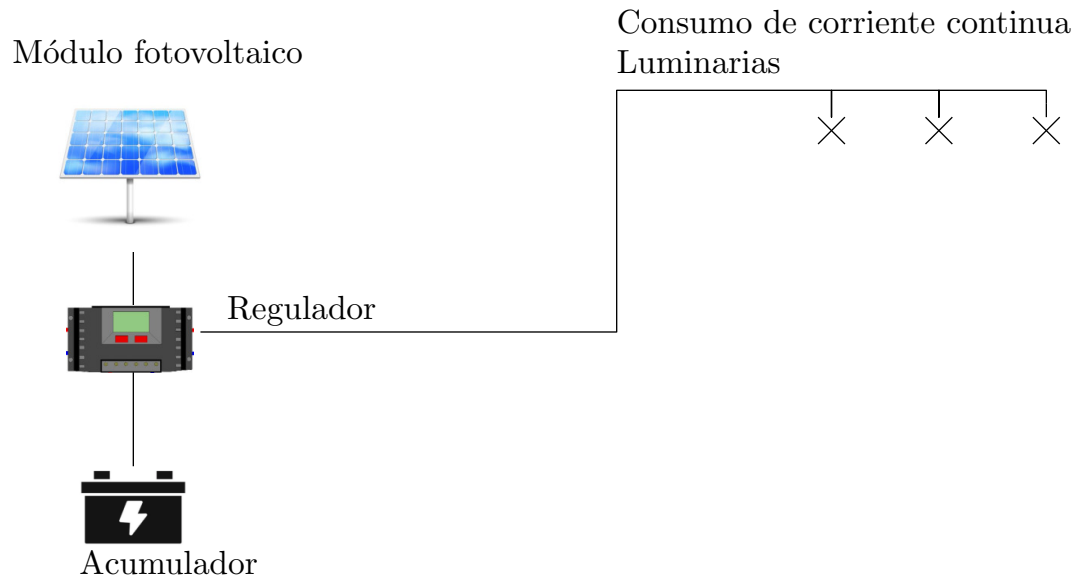 Consumo de corriente continua
Luminarias
Módulo fotovoltaico
Regulador
Acumulador